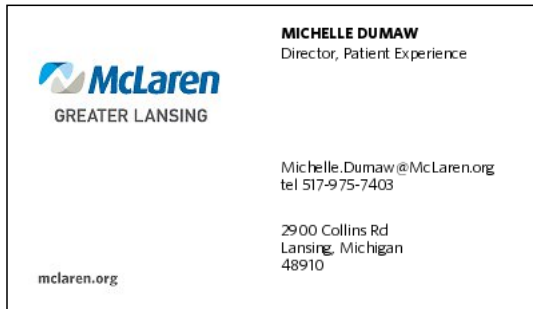 McLaren
GREATER LANSING
mclaren.org
MICHELLE DUMAW
Director, Patient Experience
Michelle.Dumaw@McLaren.org
tel 517-975-7403
2900 Collins Rd
Lansing, Michigan
48910